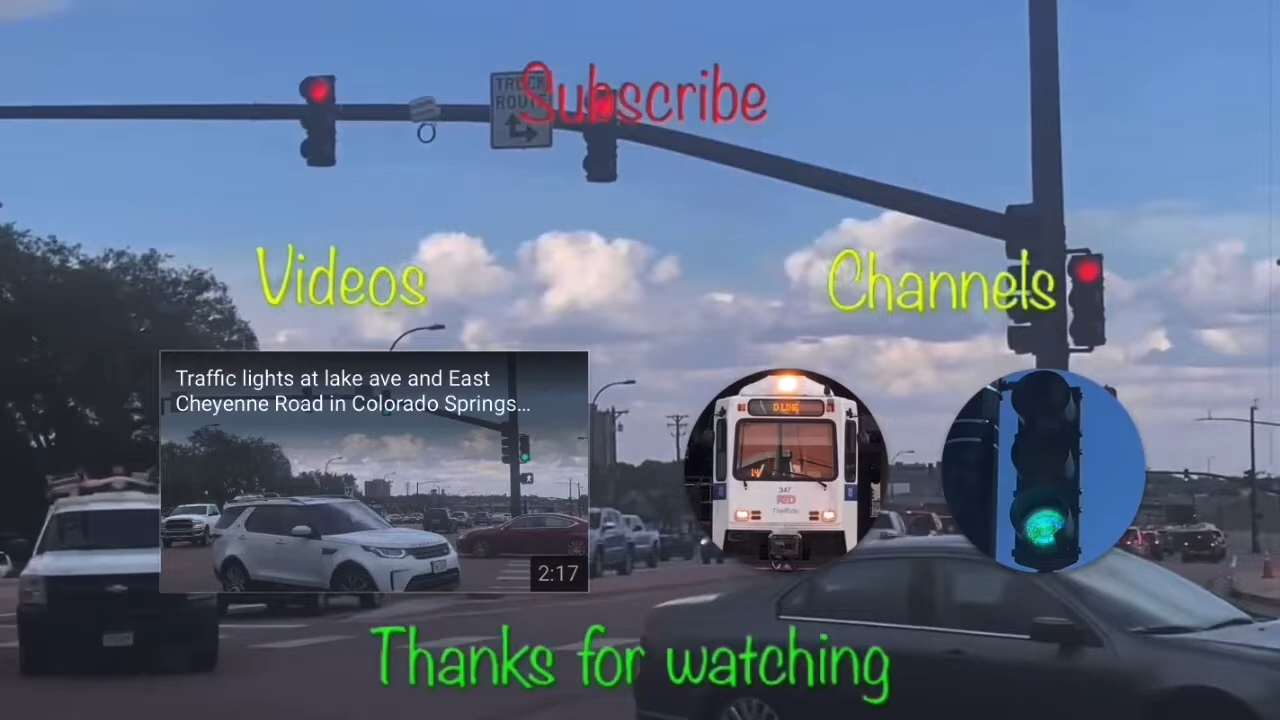 TRUCK
ROUTE
Subscribe
Videos
Channels
Traffic lights at lake ave and East
Cheyenne Road in Colorado Springs...
2:17
D LINE
347
RTD
TheRide
Thanks for watching